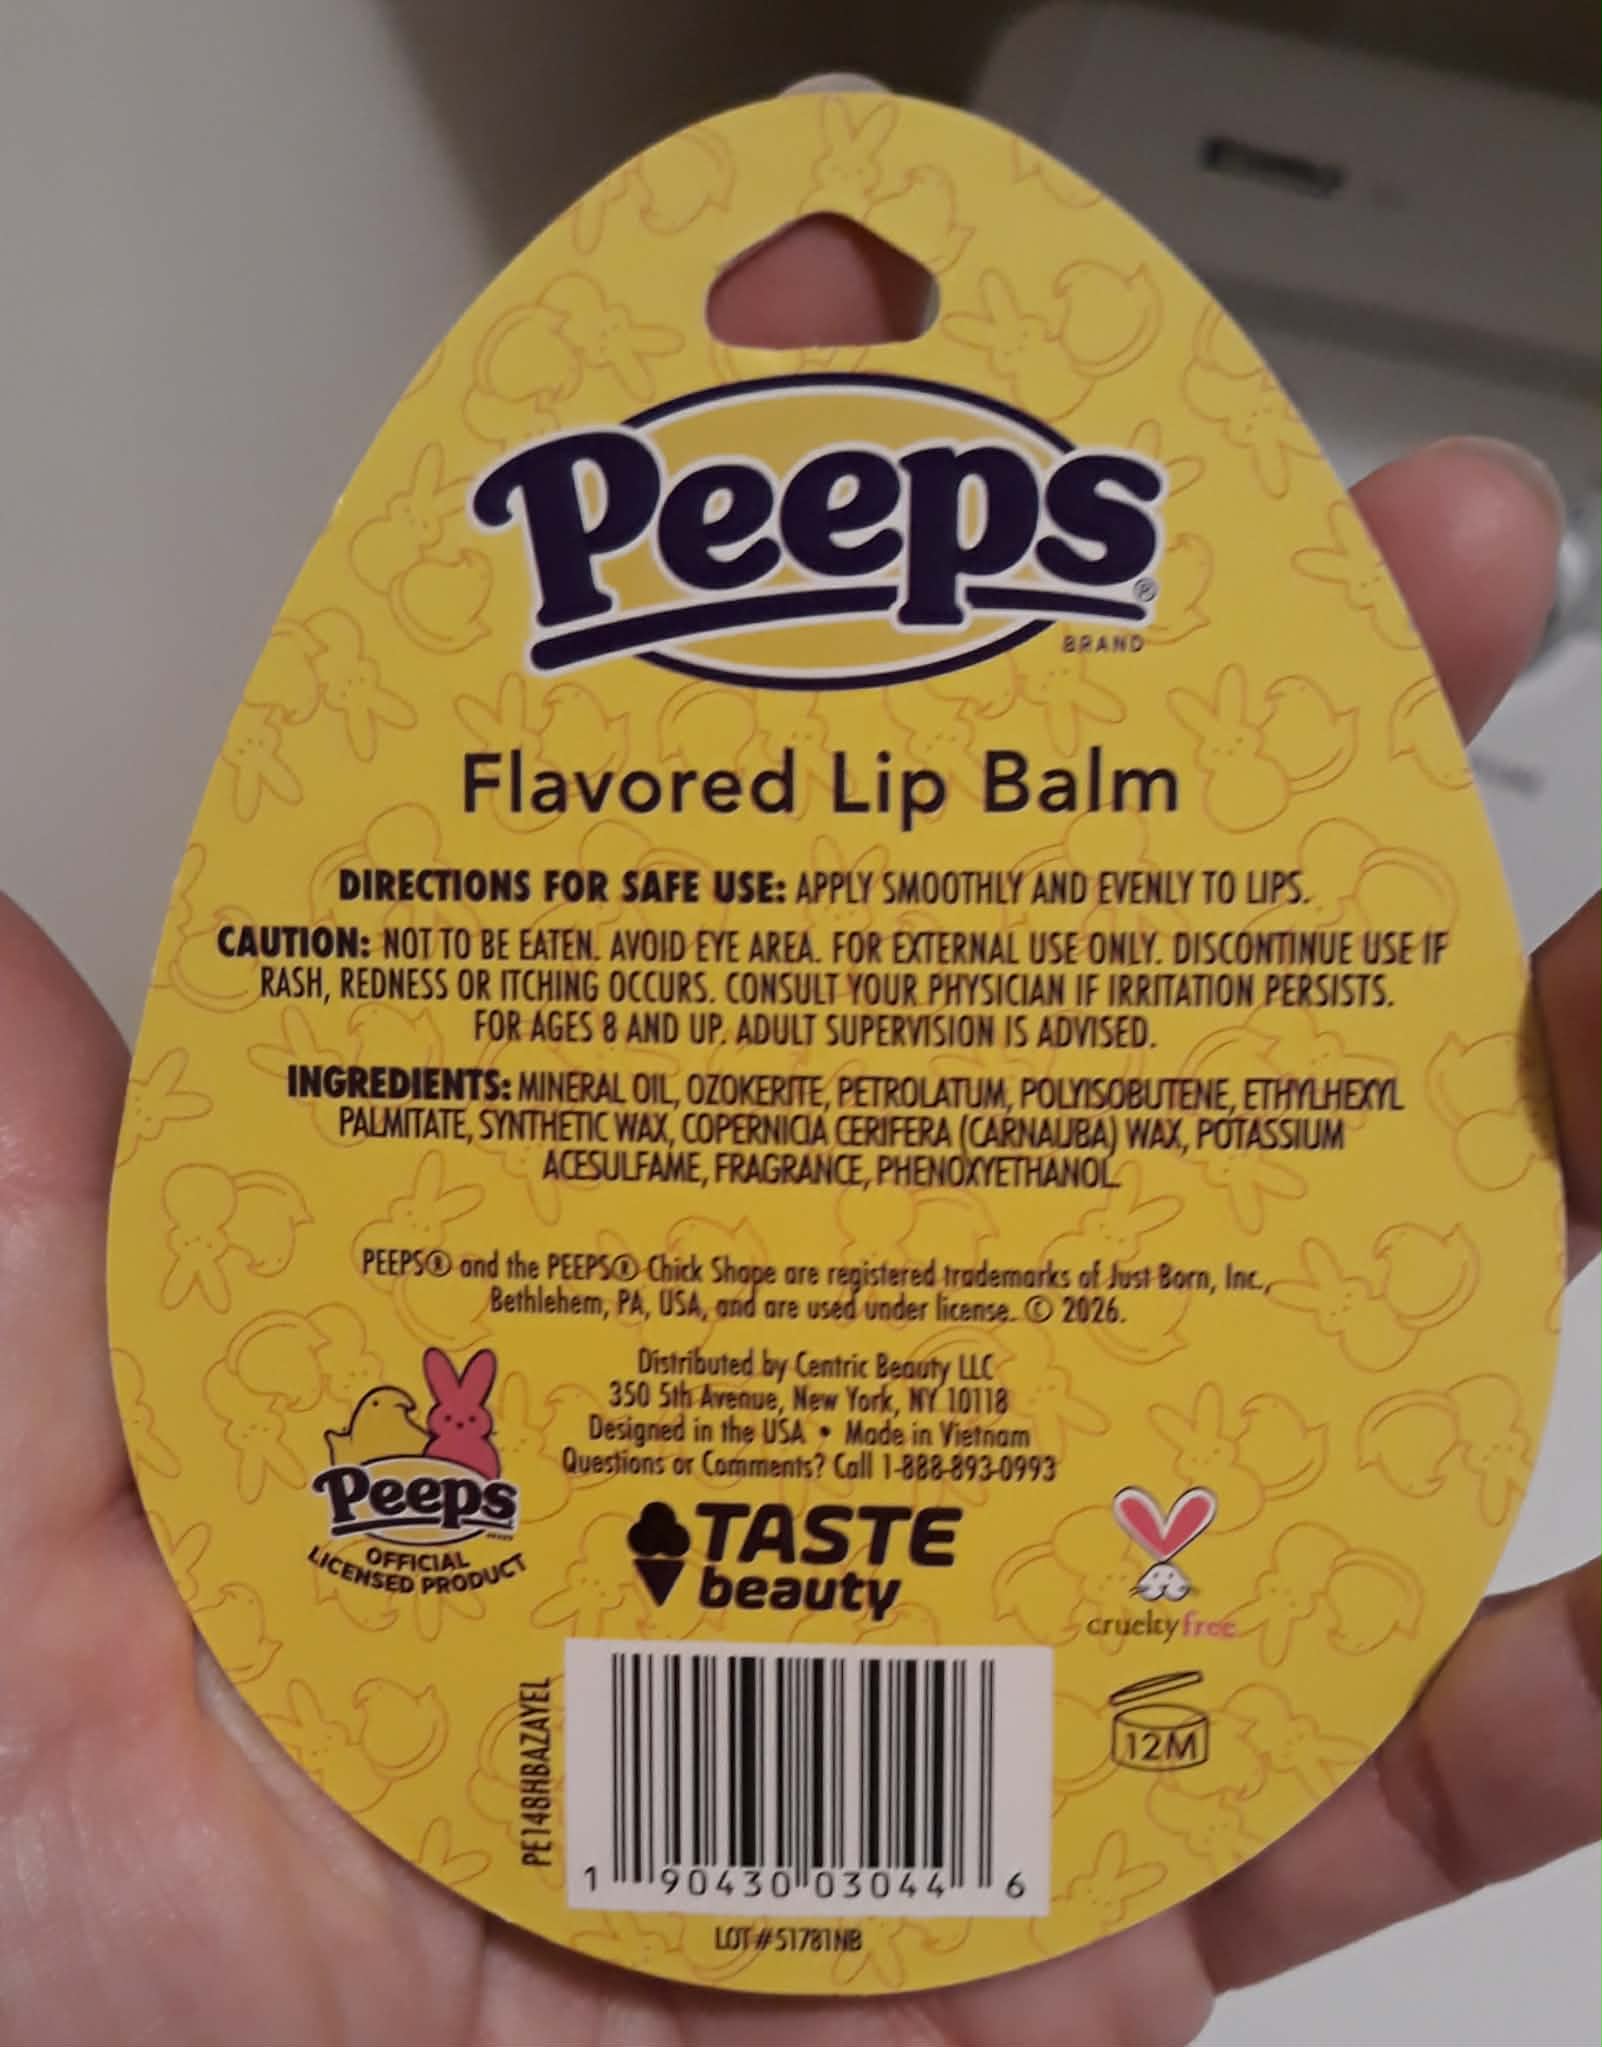 Peeps®
BRAND
Flavored Lip Balm
DIRECTIONS FOR SAFE USE: APPLY SMOOTHLY AND EVENLY TO LIPS.
CAUTION: NOT TO BE EATEN. AVOID EYE AREA. FOR EXTERNAL USE ONLY. DISCONTINUE USE IF
RASH, REDNESS OR ITCHING OCCURS. CONSULT YOUR PHYSICIAN IF IRRITATION PERSISTS.
FOR AGES 8 AND UP. ADULT SUPERVISION IS ADVISED.
INGREDIENTS: MINERAL OIL, OZOKERITE, PETROLATUM, POLYISOBUTENE, ETHYLHEXYL
PALMITATE, SYNTHETIC WAX, COPERNICIA CERIFERA (CARNAUBA) WAX, POTASSIUM
ACESULFAME, FRAGRANCE, PHENOXYETHANOL
PEEPS® and the PEEPS® Chick Shape are registered trademarks of Just Born, Inc.,
Bethlehem, PA, USA, and are used under license. © 2026.
Distributed by Centric Beauty LLC
350 5th Avenue, New York, NY 10118
Designed in the USA • Made in Vietnam
Questions or Comments? Call 1-888-893-0993
Peeps
OFFICIAL
LICENSED PRODUCT
TASTE
beauty
crueltyfree
12M
PE148HBAZAYEL
1 90430 03044 6
LOT #51781NB